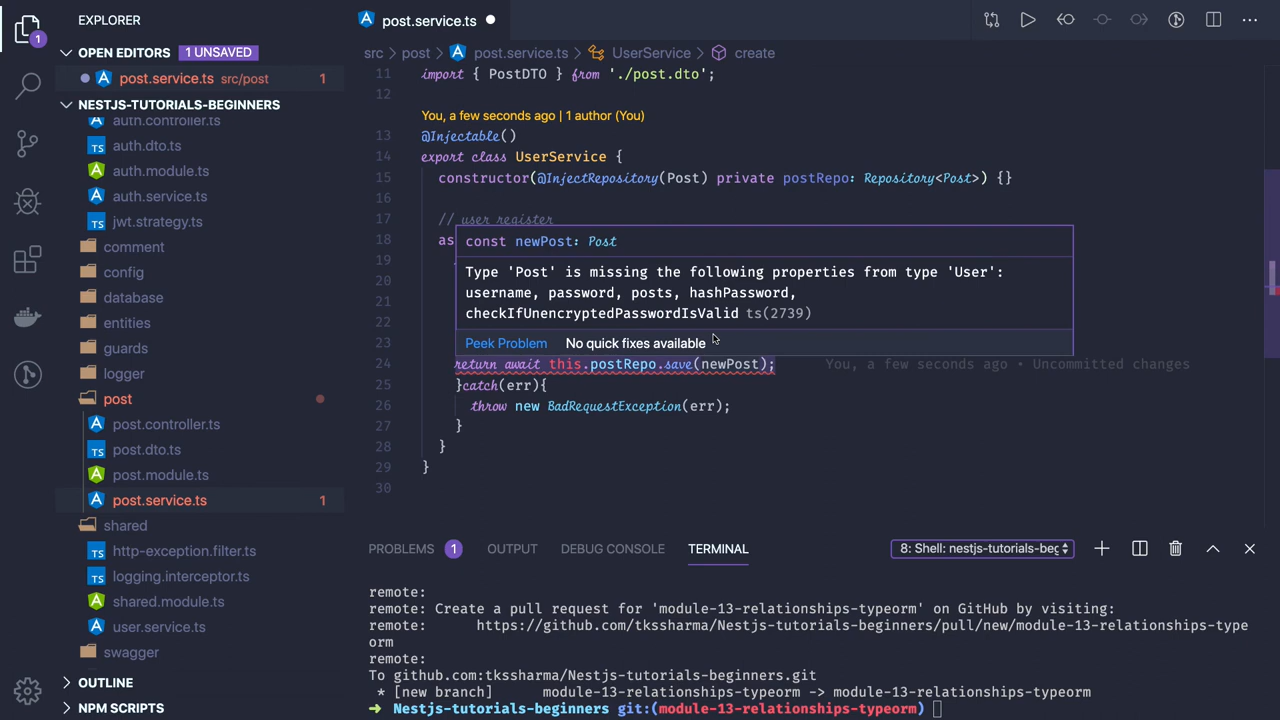 EXPLORER
OPEN EDITORS 1 UNSAVED
post.service.ts src/post 1
NESTJS-TUTORIALS-BEGINNERS
auth.controller.ts
TS auth.dto.ts
auth.module.ts
auth.service.ts
TS jwt.strategy.ts
comment
config
database
entities
guards
logger
post
post.controller.ts
TS post.dto.ts
post.module.ts
post.service.ts 1
shared
TS http-exception.filter.ts
TS logging.interceptor.ts
shared.module.ts
user.service.ts
swagger
OUTLINE
NPM SCRIPTS
1
post.service.ts
src > post > post.service.ts > UserService > create
11 import { PostDTO } from './post.dto';
12
You, a few seconds ago | 1 author (You)
13 @Injectable()
14 export class UserService {
15 constructor(@InjectRepository(Post) private postRepo: Repository<Post>) {}
16
17 // user register
18 as
const newPost: Post
19
Type 'Post' is missing the following properties from type 'User':
20
username, password, posts, hashPassword,
21
checkIfUnencryptedPasswordIsValid ts(2739)
22
23
Peek Problem No quick fixes available
24 return await this.postRepo.save(newPost); You, a few seconds ago • Uncommitted changes
25 }catch(err){
26 throw new BadRequestException(err);
27 }
28 }
29 }
30
PROBLEMS 1 OUTPUT DEBUG CONSOLE TERMINAL 8: Shell: nestjs-tutorials-beg
remote:
remote: Create a pull request for 'module-13-relationships-typeorm' on GitHub by visiting:
remote: https://github.com/tkssharma/Nestjs-tutorials-beginners/pull/new/module-13-relationships-type
orm
remote:
To github.com:tkssharma/Nestjs-tutorials-beginners.git
* [new branch] module-13-relationships-typeorm -> module-13-relationships-typeorm
➜ Nestjs-tutorials-beginners git:(module-13-relationships-typeorm)